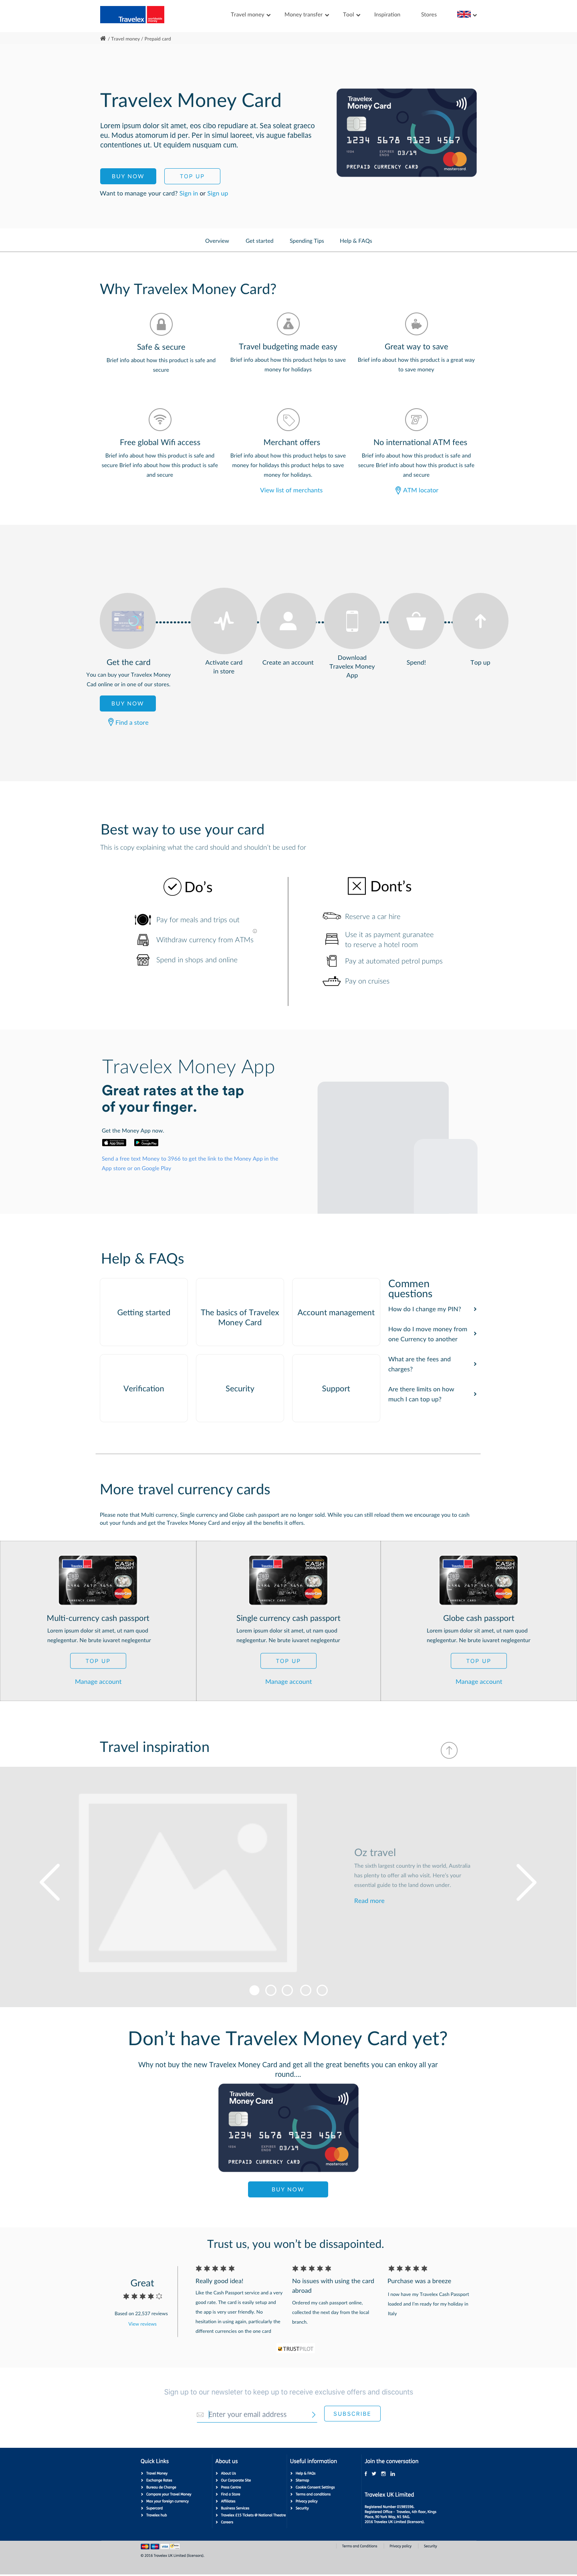 Travelex
Travel money
Money transfer
Tool
Inspiration
Stores
/ Travel money / Prepaid card
Travelex Money Card
Lorem ipsum dolor sit amet, eos cibo repudiare at. Sea soleat graeco
eu. Modus atomorum id per. Per in simul laoreet, vis augue fabellas
contentiones ut. Ut equidem nusquam cum.
BUY NOW
TOP UP
Want to manage your card? Sign in or Sign up
Travelex
Money Card
1234 5678 9123 4567
03/19
PREPAID CURRENCY CARD
mastercard
Overview
Get started
Spending Tips
Help & FAQs
Why Travelex Money Card?
Safe & secure
Brief info about how this product is safe and
secure
Travel budgeting made easy
Brief info about how this product helps to save
money for holidays
Great way to save
Brief info about how this product is a great way
to save money
Free global Wifi access
Brief info about how this product is safe and
secure Brief info about how this product is safe
and secure
Merchant offers
Brief info about how this product helps to save
money for holidays this product helps to save
money for holidays.
View list of merchants
No international ATM fees
Brief info about how this product is safe and
secure Brief info about how this product is safe
and secure
ATM locator
Get the card
You can buy your Travelex Money
Cad online or in one of our stores.
BUY NOW
Find a store
Activate card
in store
Create an account
Download
Travelex Money
App
Spend!
Top up
Best way to use your card
This is copy explaining what the card should and shouldn't be used for
Do's
Pay for meals and trips out
Withdraw currency from ATMs
Spend in shops and online
Dont's
Reserve a car hire
Use it as payment guranatee
to reserve a hotel room
Pay at automated petrol pumps
Pay on cruises
Travelex Money App
Great rates at the tap
of your finger.
Get the Money App now.
App Store
Google Play
Send a free text Money to 3966 to get the link to the Money App in the
App store or on Google Play
Help & FAQs
Getting started
The basics of Travelex
Money Card
Account management
Verification
Security
Support
Commen
questions
How do I change my PIN?
How do I move money from
one Currency to another
What are the fees and
charges?
Are there limits on how
much I can top up?
More travel currency cards
Please note that Multi currency, Single currency and Globe cash passport are no longer sold. While you can still reload them we encourage you to cash
out your funds and get the Travelex Money Card and enjoy all the benefits it offers.
Travelex
CASH
passport
MasterCard
Multi-currency cash passport
Lorem ipsum dolor sit amet, ut nam quod
neglegentur. Ne brute iuvaret neglegentur
TOP UP
Manage account
Travelex
CASH
passport
MasterCard
Single currency cash passport
Lorem ipsum dolor sit amet, ut nam quod
neglegentur. Ne brute iuvaret neglegentur
TOP UP
Manage account
Travelex
CASH
passport
MasterCard
Globe cash passport
Lorem ipsum dolor sit amet, ut nam quod
neglegentur. Ne brute iuvaret neglegentur
TOP UP
Manage account
Travel inspiration
Oz travel
The sixth largest country in the world, Australia
has plenty to offer all who visit. Here's your
essential guide to the land down under.
Read more
Don't have Travelex Money Card yet?
Why not buy the new Travelex Money Card and get all the great benefits you can enkoy all yar
round....
Travelex
Money Card
1234 5678 9123 4567
03/19
PREPAID CURRENCY CARD
mastercard
BUY NOW
Trust us, you won't be dissapointed.
Great
Based on 22,537 reviews
View reviews
Really good idea!
Like the Cash Passport service and a very
good rate. The card is easily setup and
the app is very user friendly. No
hesitation in using again, particularly the
different currencies on the one card
No issues with using the card
abroad
Ordered my cash passport online,
collected the next day from the local
branch.
Purchase was a breeze
I now have my Travelex Cash Passport
loaded and I'm ready for my holiday in
Italy
TRUSTPILOT
Sign up to our newsleter to keep up to receive exclusive offers and discounts
Enter your email address
SUBSCRIBE
Quick Links
Travel Money
Exchange Rates
Bureau de Change
Compare your Travel Money
Max your foreign currency
Supercard
Travelex hub
About us
About Us
Our Corporate Site
Press Centre
Find a Store
Affiliates
Business Services
Travelex £15 Tickets @ National Theatre
Careers
Useful information
Help & FAQs
Sitemap
Cookie Consent Settings
Terms and conditions
Privacy policy
Security
Join the conversation
Travelex UK Limited
Registered Number 01985596.
Registered Office - Travelex, 4th floor, Kings
Place, 90 York Way, N1 9AG.
2016 Travelex UK Limited (licensors).
Terms and Conditions
Privacy policy
Security
© 2016 Travelex UK Limited (licensors).